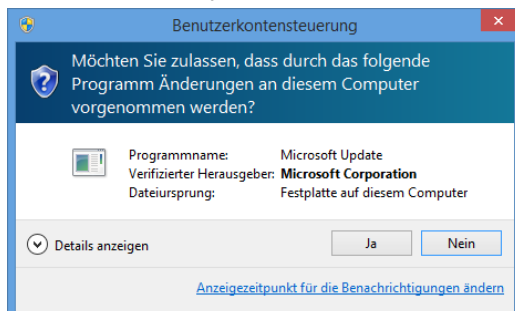 Benutzerkontensteuerung
Möchten Sie zulassen, dass durch das folgende
Programm Änderungen an diesem Computer
vorgenommen werden?
Programmname: Microsoft Update
Verifizierter Herausgeber: Microsoft Corporation
Dateiursprung: Festplatte auf diesem Computer
Details anzeigen Ja Nein
Anzeigezeitpunkt für die Benachrichtigungen ändern